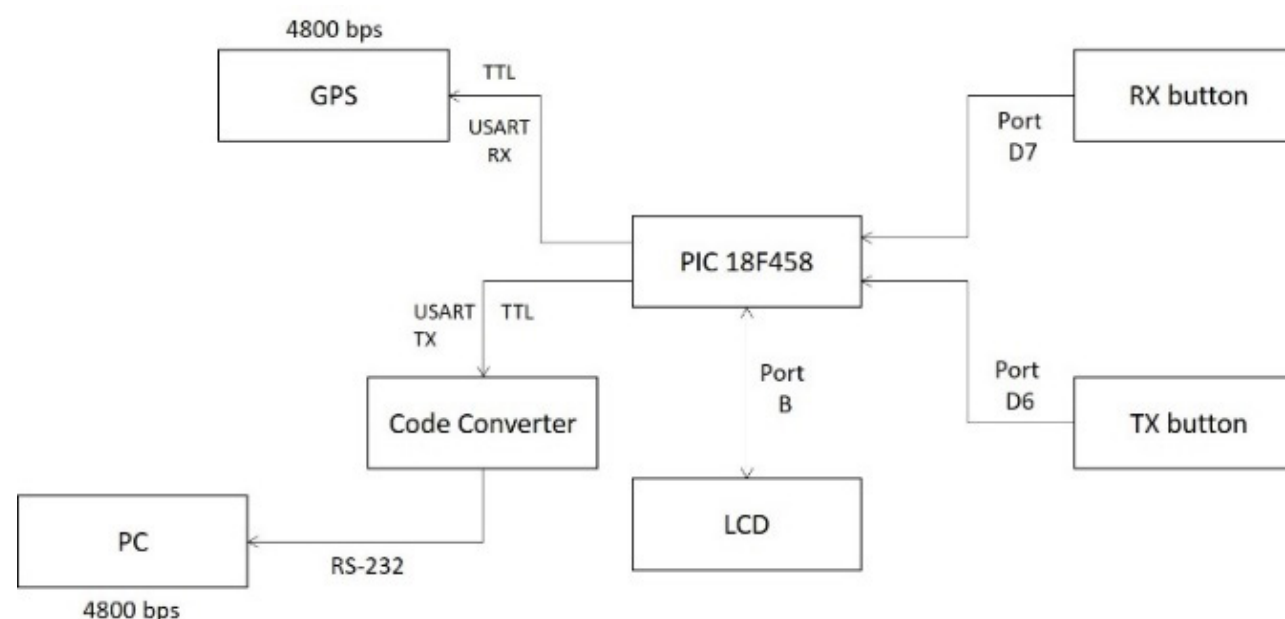 4800 bps
GPS
TTL
USART
RX
RX button
Port
D7
PIC 18F458
USART TTL
TX
Code Converter
Port
B
Port
D6
TX button
LCD
PC
RS-232
4800 bps